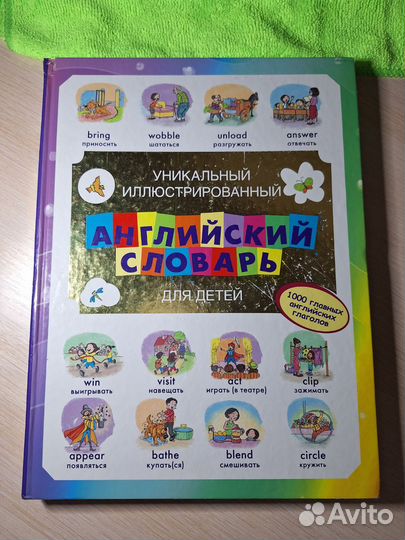 bring wobble unload answer
приносить шататься разгружать отвечать
УНИКАЛЬНЫЙ
ИЛЛЮСТРИРОВАННЫЙ
АНГЛИЙСКИЙ
СЛОВАРЬ
ДЛЯ ДЕТЕЙ
1000 главных
английских
глаголов
win visit act clip
выигрывать навещать играть (в театре) зажимать
appear bathe blend circle
появляться купать(ся) смешивать кружить
Avito